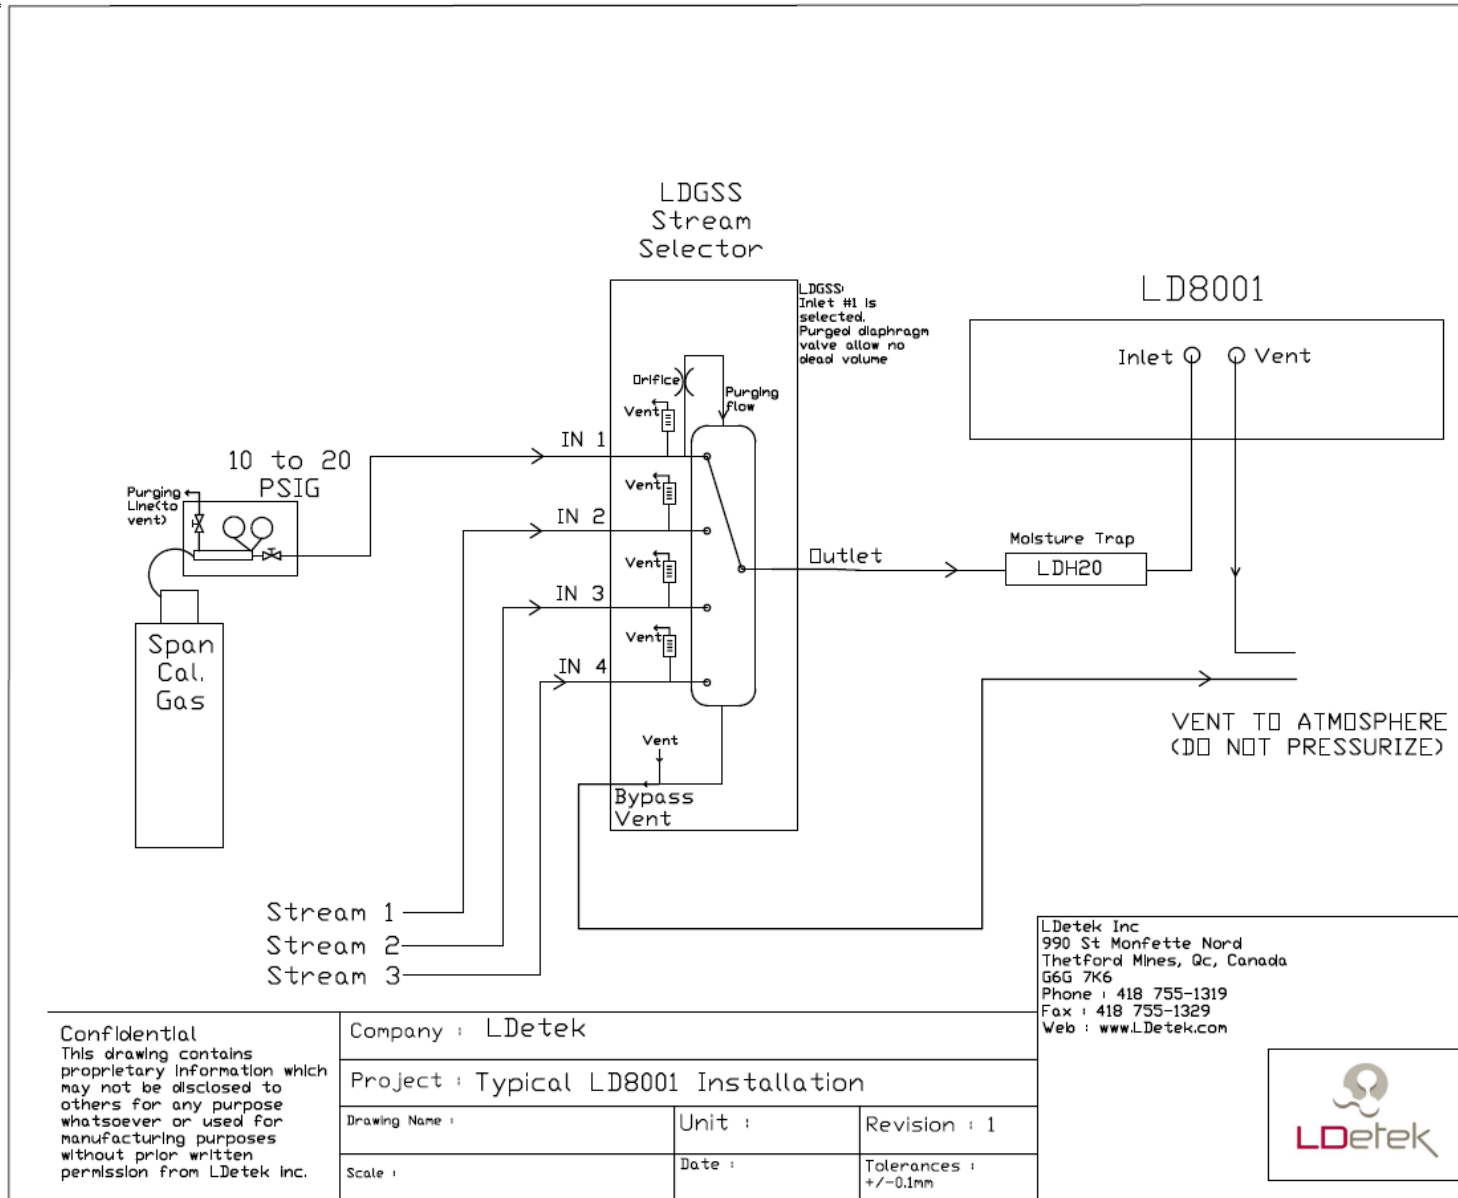 LDGSS
Stream
Selector
LDGSS:
Inlet #1 is
selected.
Purged diaphragm
valve allow no
dead volume
LD8001
Inlet
Vent
Orifice
Purging
flow
Vent
IN 1
10 to 20
PSIG
Purging
Line(to
vent)
Vent
IN 2
Vent
IN 3
Vent
IN 4
Outlet
Moisture Trap
LDH20
Span
Cal.
Gas
VENT TO ATMOSPHERE
(DO NOT PRESSURIZE)
Vent
Bypass
Vent
Stream 1
Stream 2
Stream 3
LDetek Inc
990 St Monfette Nord
Thetford Mines, Qc, Canada
G6G 7K6
Phone : 418 755-1319
Fax : 418 755-1329
Web : www.LDetek.com
Confidential
This drawing contains
proprietary information which
may not be disclosed to
others for any purpose
whatsoever or used for
manufacturing purposes
without prior written
permission from LDetek inc.
Company : LDetek
Project : Typical LD8001 Installation
Drawing Name :
Unit :
Revision : 1
Scale :
Date :
Tolerances :
+/-0.1mm
LDetek